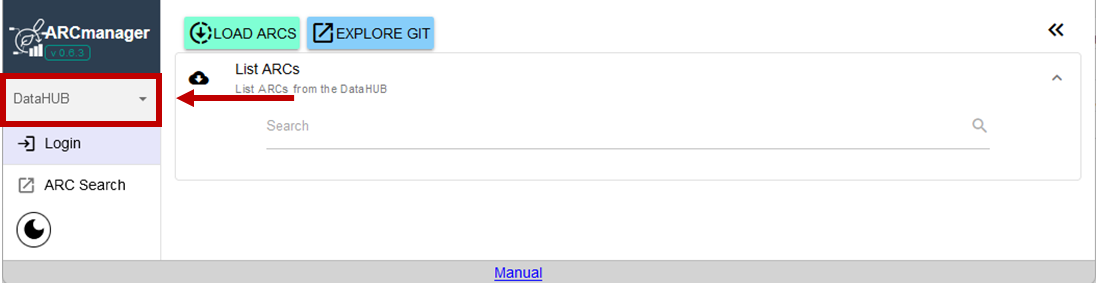 ARCmanager
v 0.6.3
DataHUB
Login
ARC Search
LOAD ARCS
EXPLORE GIT
List ARCs
List ARCs from the DataHUB
Search
Manual